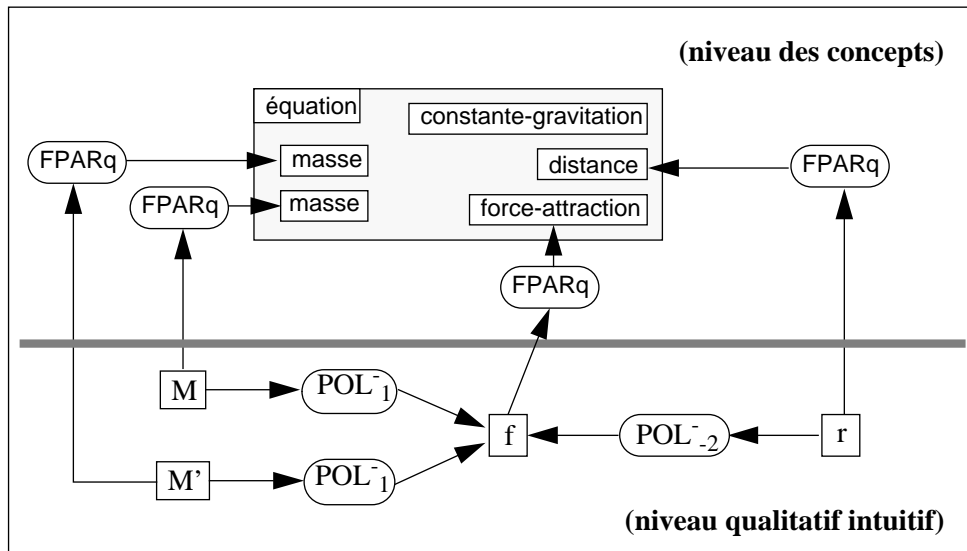 (niveau des concepts)
équation
constante-gravitation
FPARq
masse
distance
FPARq
FPARq
masse
force-attraction
FPARq
M
POL⁻₁
f
POL⁻₋₂
r
M’
POL⁻₁
(niveau qualitatif intuitif)